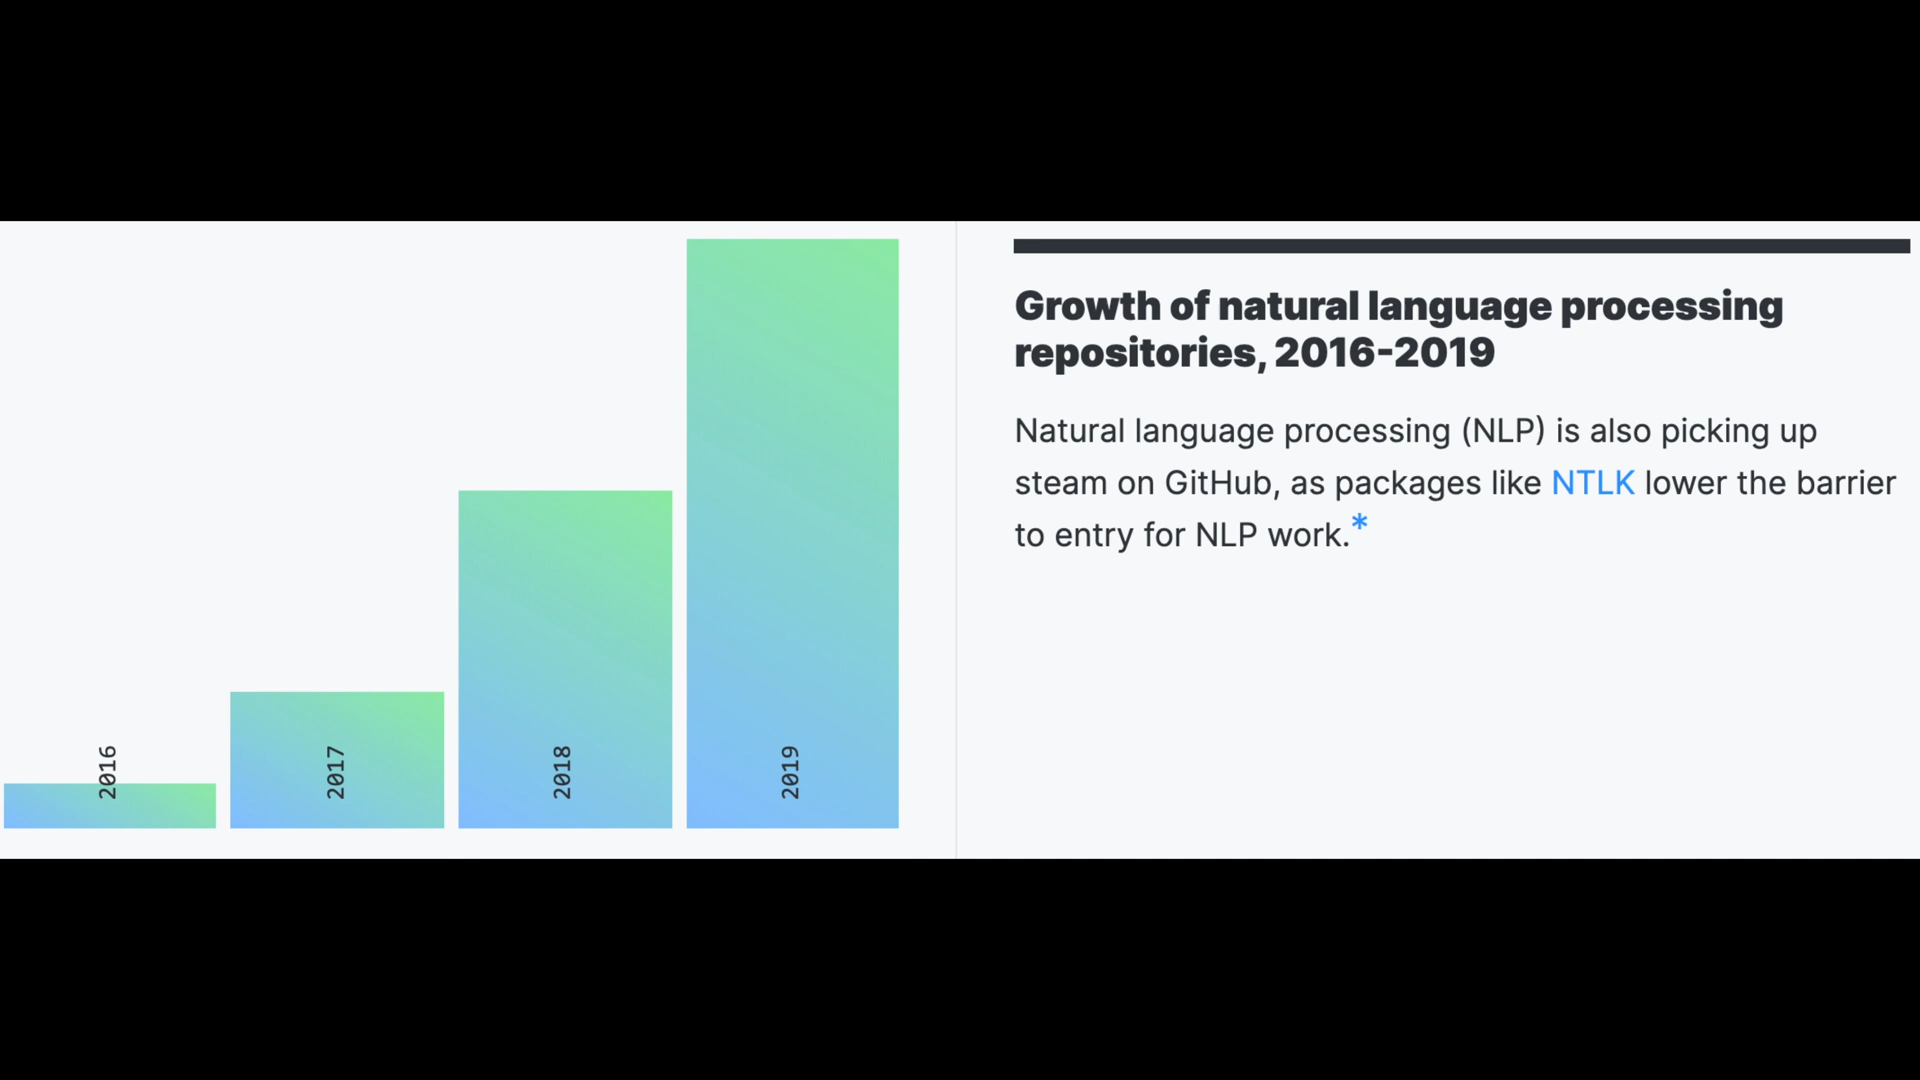 2016
2017
2018
2019
Growth of natural language processing
repositories, 2016-2019
Natural language processing (NLP) is also picking up
steam on GitHub, as packages like NTLK lower the barrier
to entry for NLP work.*